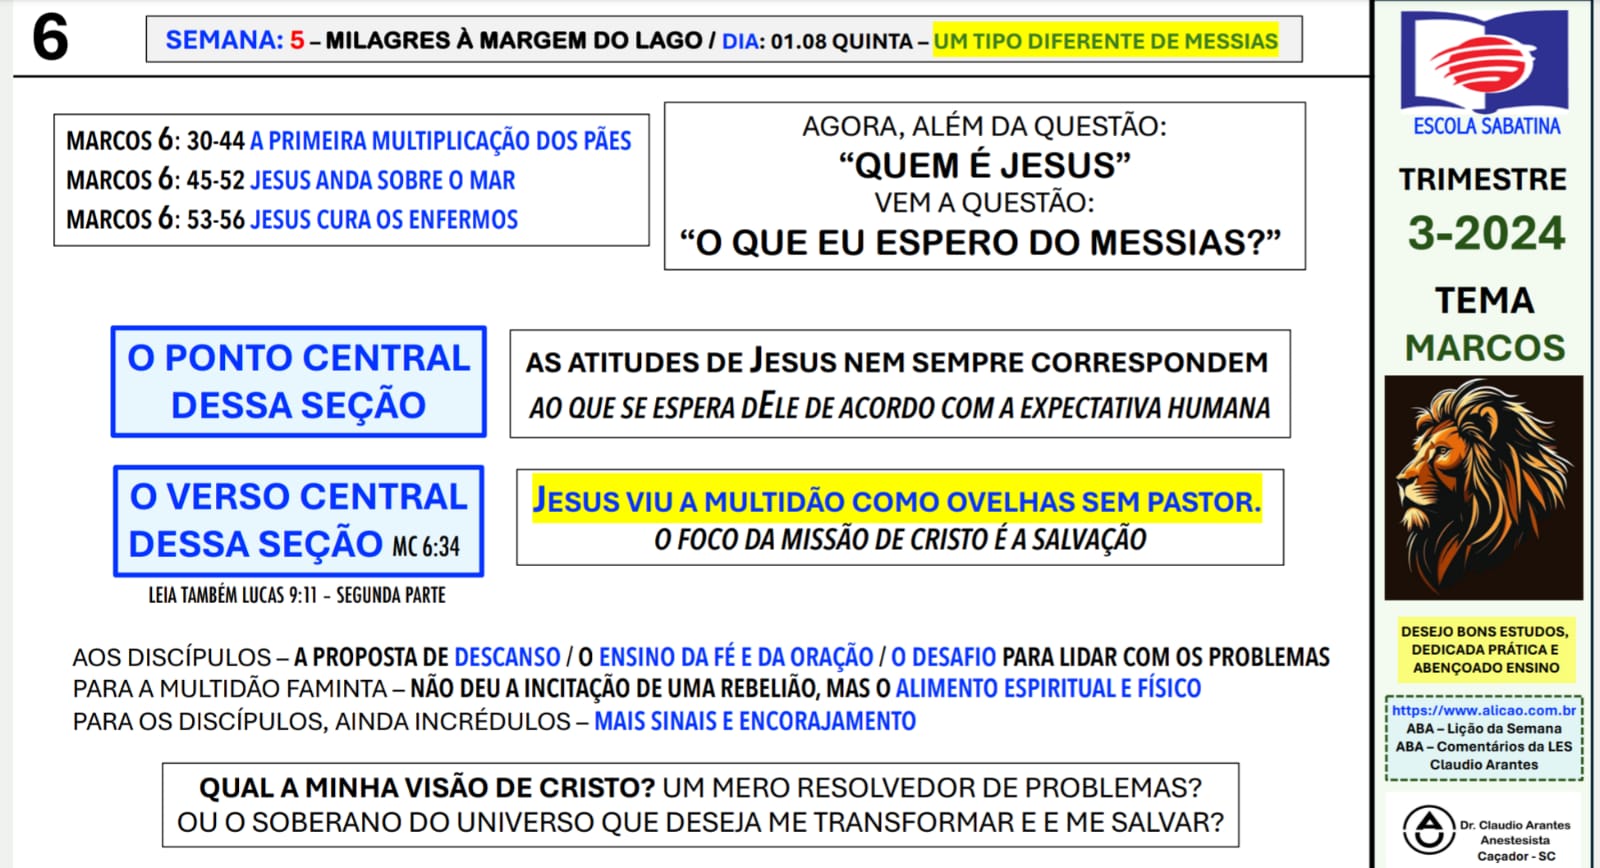 6
SEMANA: 5 – MILAGRES À MARGEM DO LAGO / DIA: 01.08 QUINTA – UM TIPO DIFERENTE DE MESSIAS
MARCOS 6: 30-44 A PRIMEIRA MULTIPLICAÇÃO DOS PÃES
MARCOS 6: 45-52 JESUS ANDA SOBRE O MAR
MARCOS 6: 53-56 JESUS CURA OS ENFERMOS
AGORA, ALÉM DA QUESTÃO:
“QUEM É JESUS”
VEM A QUESTÃO:
“O QUE EU ESPERO DO MESSIAS?”
O PONTO CENTRAL
DESSA SEÇÃO
AS ATITUDES DE JESUS NEM SEMPRE CORRESPONDEM
AO QUE SE ESPERA DELE DE ACORDO COM A EXPECTATIVA HUMANA
O VERSO CENTRAL
DESSA SEÇÃO MC 6:34
JESUS VIU A MULTIDÃO COMO OVELHAS SEM PASTOR.
O FOCO DA MISSÃO DE CRISTO É A SALVAÇÃO
LEIA TAMBÉM LUCAS 9:11 – SEGUNDA PARTE
AOS DISCÍPULOS – A PROPOSTA DE DESCANSO / O ENSINO DA FÉ E DA ORAÇÃO / O DESAFIO PARA LIDAR COM OS PROBLEMAS
PARA A MULTIDÃO FAMINTA – NÃO DEU A INCITAÇÃO DE UMA REBELIÃO, MAS O ALIMENTO ESPIRITUAL E FÍSICO
PARA OS DISCÍPULOS, AINDA INCRÉDULOS – MAIS SINAIS E ENCORAJAMENTO
QUAL A MINHA VISÃO DE CRISTO? UM MERO RESOLVEDOR DE PROBLEMAS?
OU O SOBERANO DO UNIVERSO QUE DESEJA ME TRANSFORMAR E E ME SALVAR?
ESCOLA SABATINA
TRIMESTRE
3-2024
TEMA
MARCOS
DESEJO BONS ESTUDOS,
DEDICADA PRÁTICA E
ABENÇOADO ENSINO
https://www.alicao.com.br
ABA – Lição da Semana
ABA – Comentários da LES
Claudio Arantes
Dr. Claudio Arantes
Anestesista
Caçador - SC